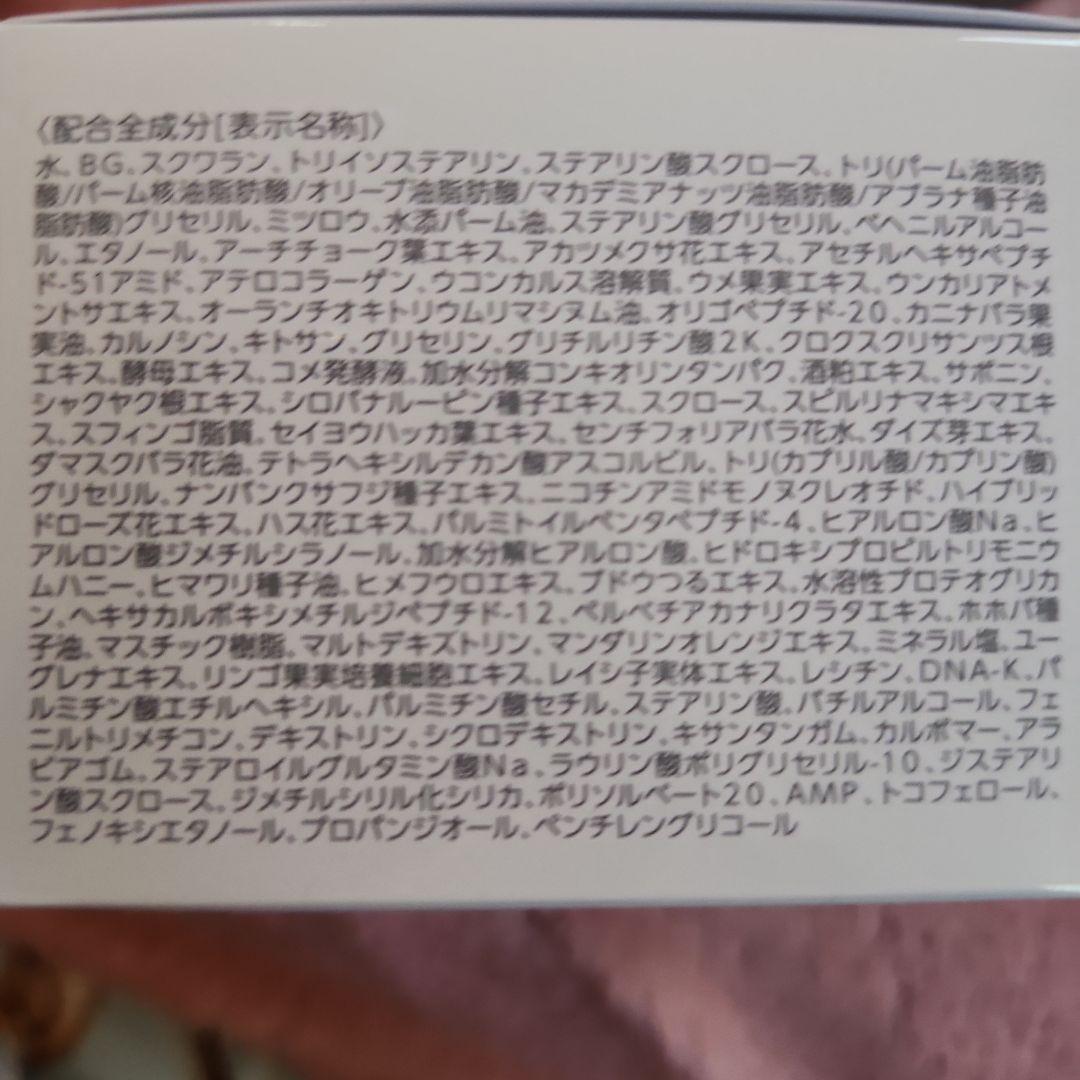 〈配合全成分[表示名称]〉
水、BG、スクワラン、トリイソステアリン、ステアリン酸スクロース、トリ(パーム油脂肪
酸/パーム核油脂肪酸/オリーブ油脂肪酸/マカデミアナッツ油脂肪酸/アブラナ種子油
脂肪酸)グリセリル、ミツロウ、水添パーム油、ステアリン酸グリセリル、ベヘニルアルコー
ル、エタノール、アーチチョーク葉エキス、アカツメクサ花エキス、アセチルヘキサペプチ
ド-51アミド、アテロコラーゲン、ウコンカルス溶解質、ウメ果実エキス、ウンカリアトメ
ントサエキス、オーランチオキトリウムリマシヌム油、オリゴペプチド-20、カニナバラ果
実油、カルノシン、キトサン、グリセリン、グリチルリチン酸2K、クロクスクリサンツス根
エキス、酵母エキス、コメ発酵液、加水分解コンキオリンタンパク、酒粕エキス、サポニン、
シャクヤク根エキス、シロバナルーピン種子エキス、スクロース、スピルリナマキシマエキ
ス、スフィンゴ脂質、セイヨウハッカ葉エキス、センチフォリアバラ花水、ダイズ芽エキス、
ダマスクバラ花油、テトラヘキシルデカン酸アスコルビル、トリ(カプリル酸/カプリン酸)
グリセリル、ナンバンクサフジ種子エキス、ニコチンアミドモノヌクレオチド、ハイブリッ
ドローズ花エキス、ハス花エキス、パルミトイルペンタペプチド-4、ヒアルロン酸Na、ヒ
アルロン酸ジメチルシラノール、加水分解ヒアルロン酸、ヒドロキシプロピルトリモニウ
ムハニー、ヒマワリ種子油、ヒメフウロエキス、ブドウつるエキス、水溶性プロテオグリカ
ン、ヘキサカルボキシメチルジペプチド-12、ペルベチアカナリクラタエキス、ホホバ種
子油、マスチック樹脂、マルトデキストリン、マンダリンオレンジエキス、ミネラル塩、ユー
グレナエキス、リンゴ果実培養細胞エキス、レイシ子実体エキス、レシチン、DNA-K、パ
ルミチン酸エチルヘキシル、パルミチン酸セチル、ステアリン酸、バチルアルコール、フェ
ニルトリメチコン、デキストリン、シクロデキストリン、キサンタンガム、カルボマー、アラ
ビアゴム、ステアロイルグルタミン酸Na、ラウリン酸ポリグリセリル-10、ジステアリ
ン酸スクロース、ジメチルシリル化シリカ、ポリソルベート20、AMP、トコフェロール、
フェノキシエタノール、プロパンジオール、ペンチレングリコール